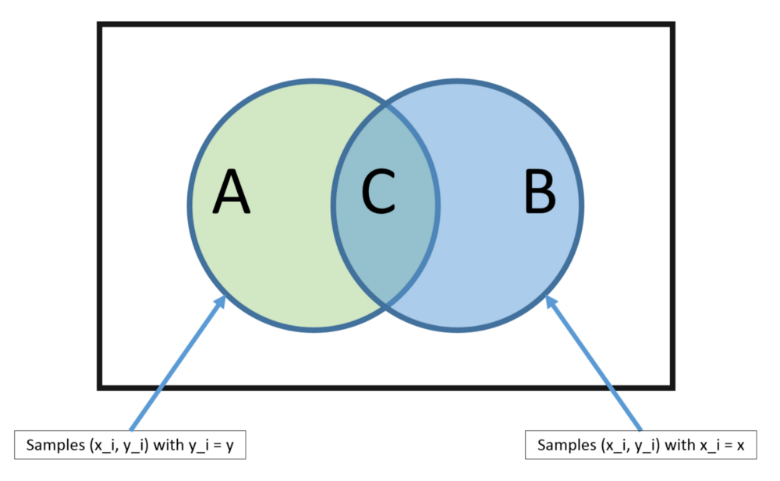 A
C
B
Samples (x_i, y_i) with y_i = y
Samples (x_i, y_i) with x_i = x